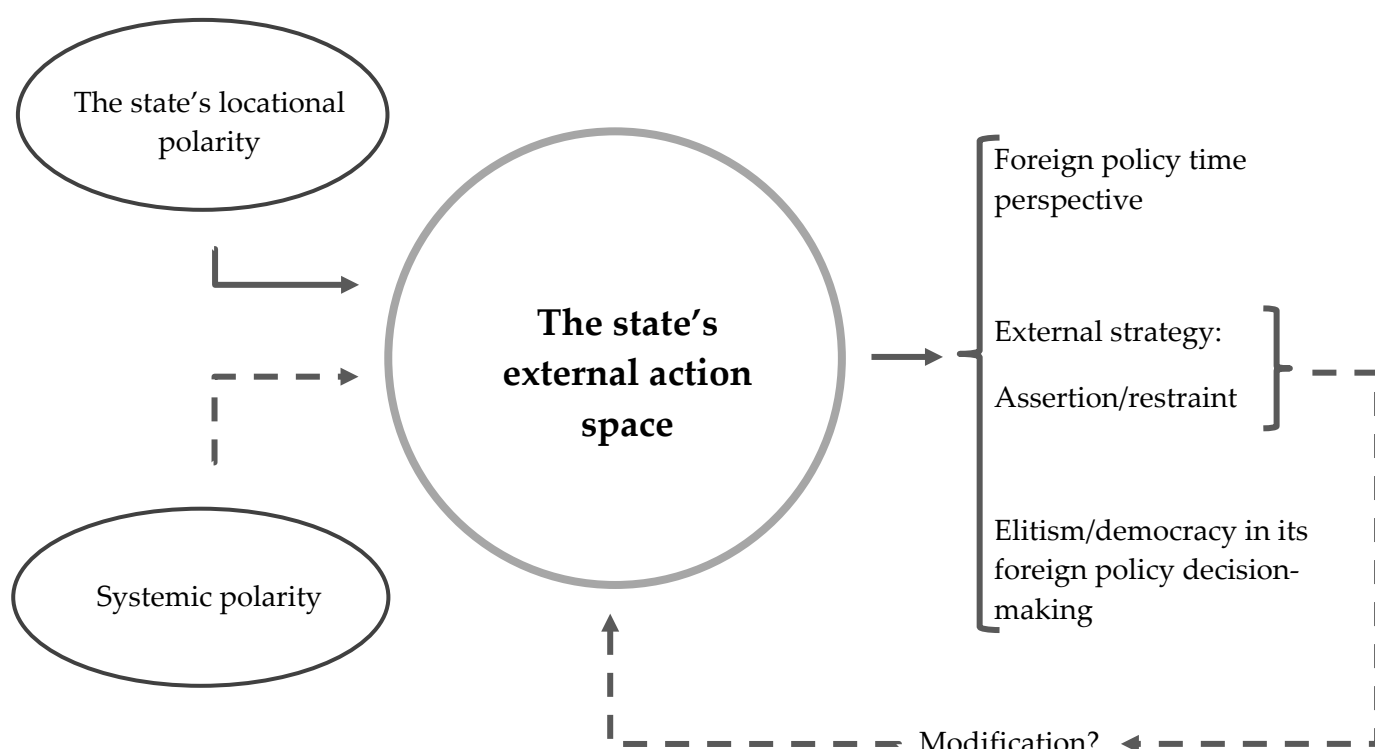 The state’s locational
polarity
Systemic polarity
The state’s
external action
space
Foreign policy time
perspective
External strategy:
Assertion/restraint
Elitism/democracy in its
foreign policy decision-
making
Modification?